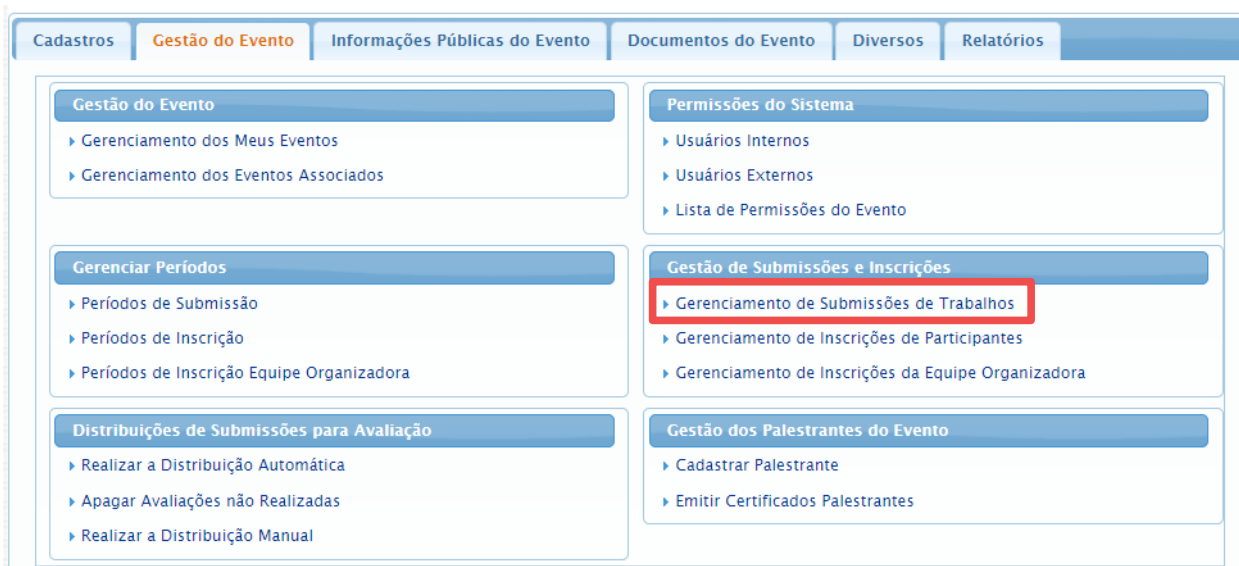 Cadastros
Gestão do Evento
Informações Públicas do Evento
Documentos do Evento
Diversos
Relatórios
Gestão do Evento
Gerenciamento dos Meus Eventos
Gerenciamento dos Eventos Associados
Permissões do Sistema
Usuários Internos
Usuários Externos
Lista de Permissões do Evento
Gerenciar Períodos
Períodos de Submissão
Períodos de Inscrição
Períodos de Inscrição Equipe Organizadora
Gestão de Submissões e Inscrições
Gerenciamento de Submissões de Trabalhos
Gerenciamento de Inscrições de Participantes
Gerenciamento de Inscrições da Equipe Organizadora
Distribuições de Submissões para Avaliação
Realizar a Distribuição Automática
Apagar Avaliações não Realizadas
Realizar a Distribuição Manual
Gestão dos Palestrantes do Evento
Cadastrar Palestrante
Emitir Certificados Palestrantes